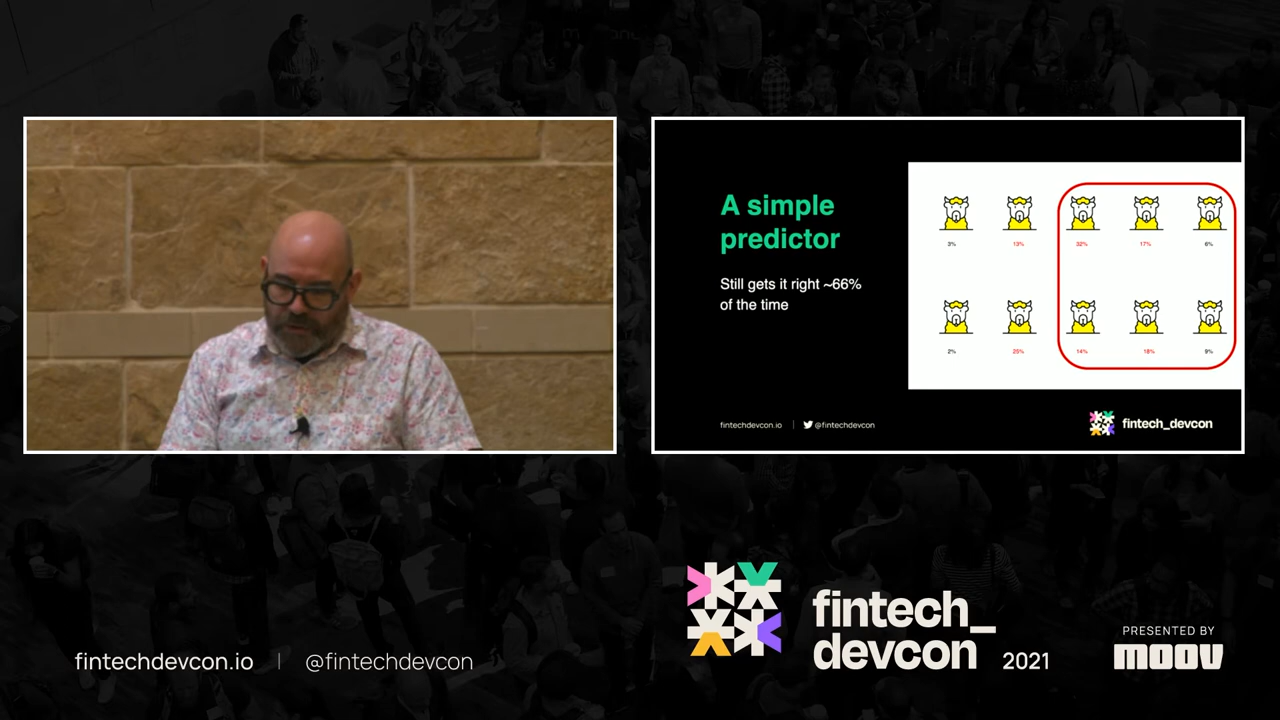 A simple
predictor
Still gets it right ~66%
of the time
3%
13%
32%
17%
6%
2%
25%
14%
18%
9%
fintechdevcon.io | @fintechdevcon
fintech_devcon
fintech_
devcon 2021
PRESENTED BY
moov
fintechdevcon.io | @fintechdevcon